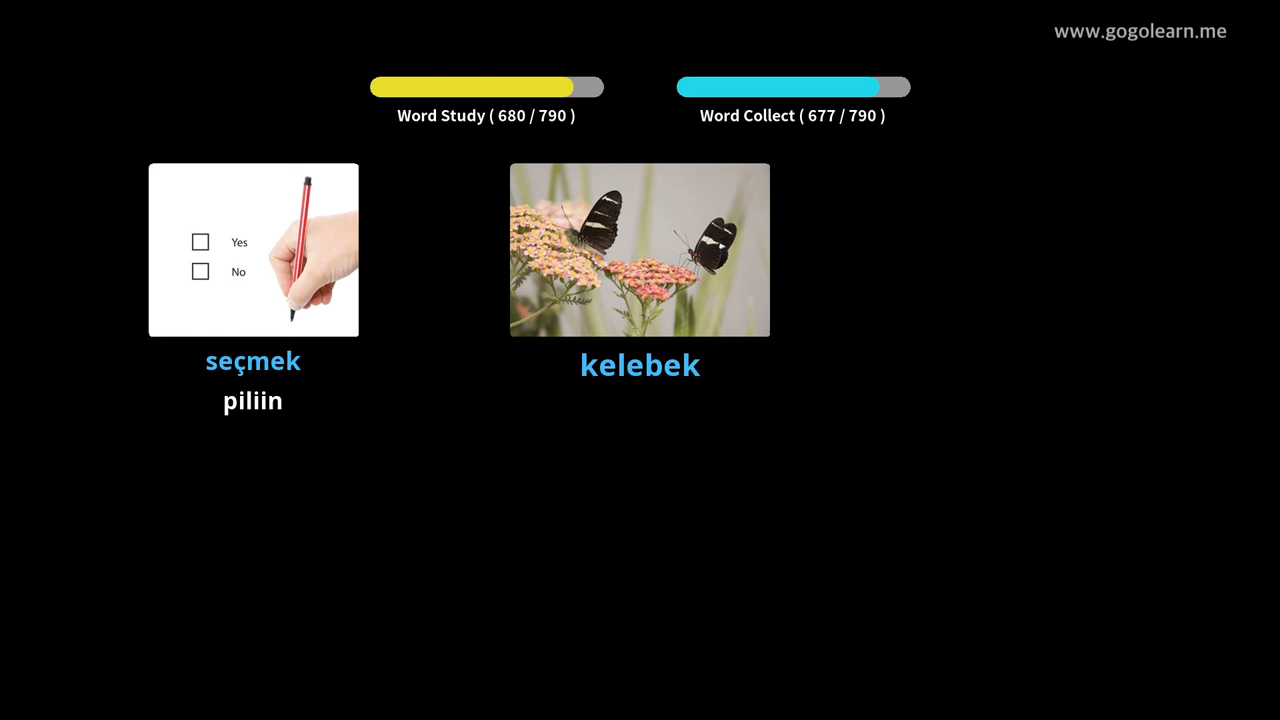 www.gogolearn.me
Word Study ( 680 / 790 )
Word Collect ( 677 / 790 )
Yes
No
seçmek
piliin
kelebek